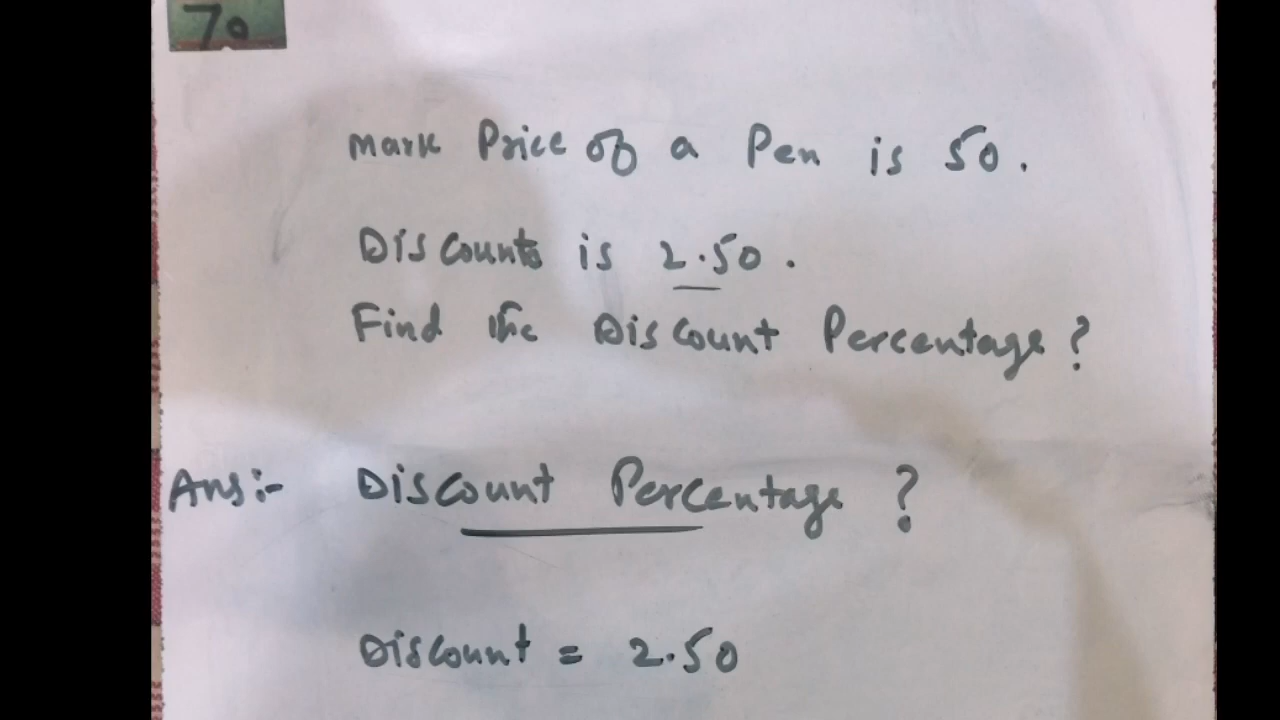 70
Mark Price of a Pen is 50.
Discounts is 2.50.
Find the Discount Percentage?
Ans:- Discount Percentage?
Discount = 2.50